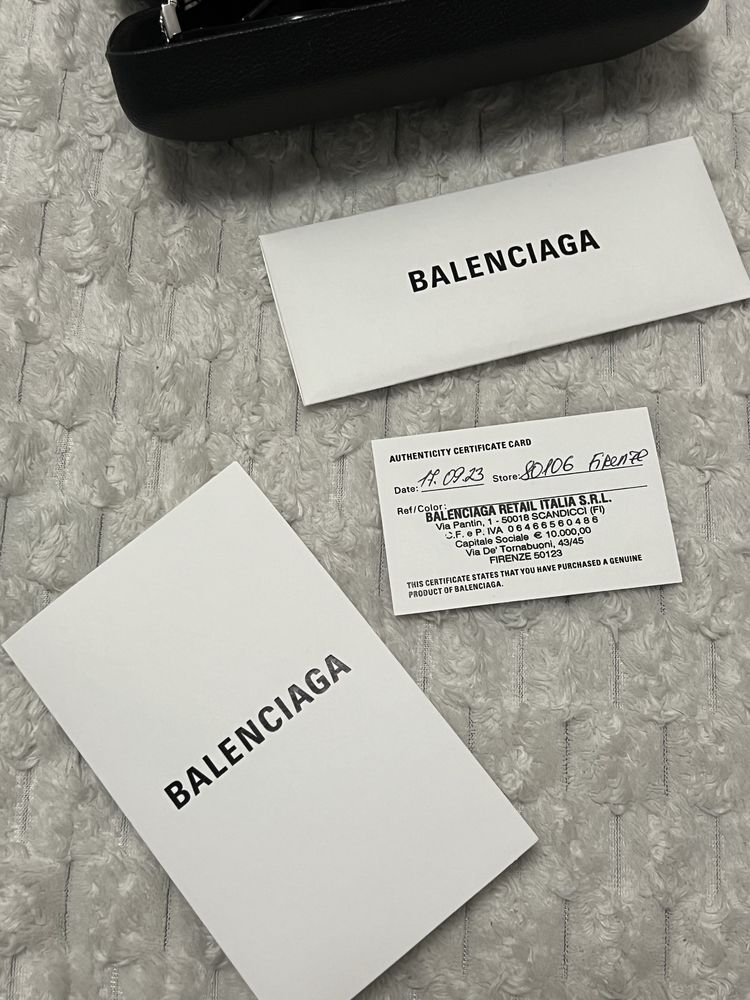 BALENCIAGA
AUTHENTICITY CERTIFICATE CARD
Date: 17.09.23 Store: 80106 FIRENZE
Ref/Color:
BALENCIAGA RETAIL ITALIA S.R.L.
Via Pantin, 1 - 50018 SCANDICCI (FI)
C.F. e P. IVA 06466560486
Capitale Sociale € 10.000,00
Via De' Tornabuoni, 43/45
FIRENZE 50123
THIS CERTIFICATE STATES THAT YOU HAVE PURCHASED A GENUINE
PRODUCT OF BALENCIAGA.
BALENCIAGA